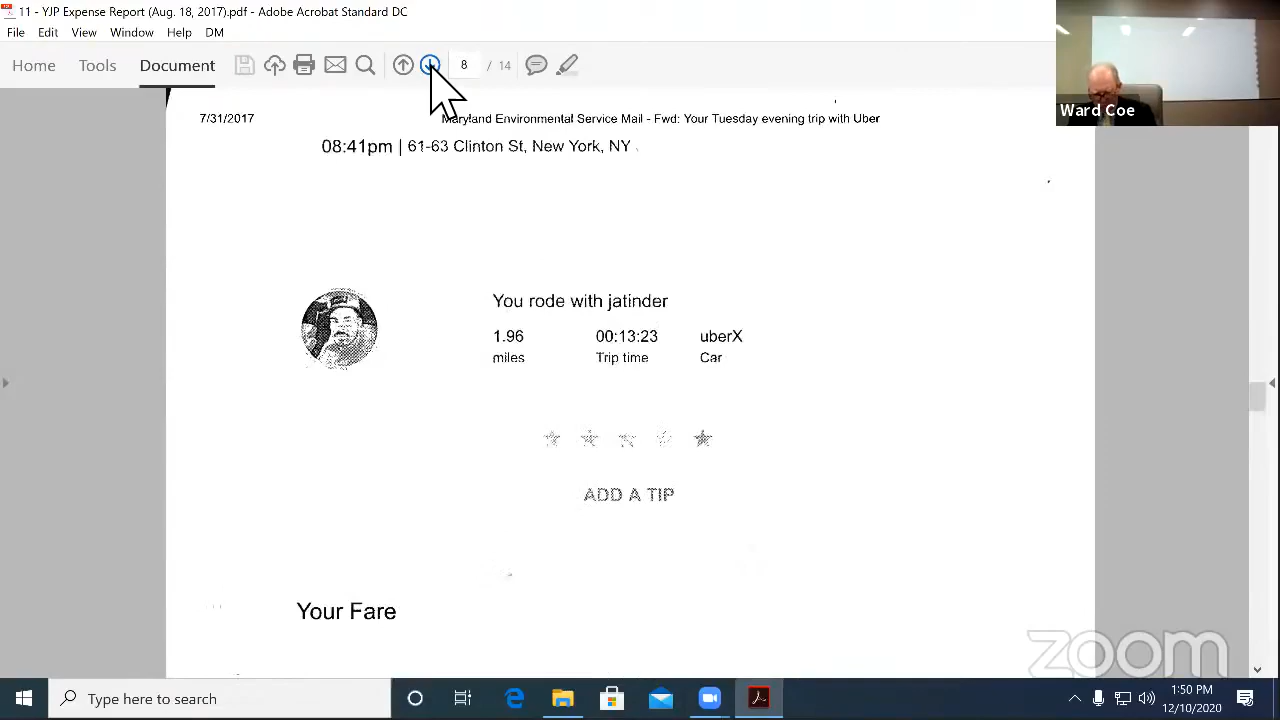 11 - YJP Expense Report (Aug. 18, 2017).pdf - Adobe Acrobat Standard DC
File Edit View Window Help DM
Home Tools Document 8 / 14
Ward Coe
7/31/2017 Maryland Environmental Service Mail - Fwd: Your Tuesday evening trip with Uber
08:41pm | 61-63 Clinton St, New York, NY
You rode with jatinder
1.96 00:13:23 uberX
miles Trip time Car
ADD A TIP
Your Fare
zoom
Type here to search
1:50 PM
12/10/2020